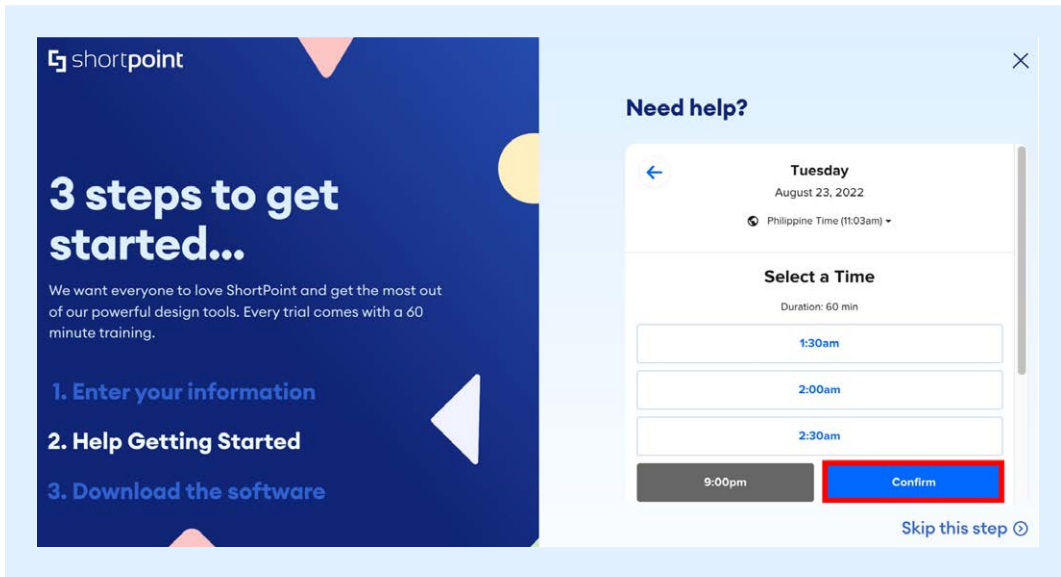 shortpoint
3 steps to get
started...
We want everyone to love ShortPoint and get the most out
of our powerful design tools. Every trial comes with a 60
minute training.
1. Enter your information
2. Help Getting Started
3. Download the software
Need help?
Tuesday
August 23, 2022
Philippine Time (11:03am)
Select a Time
Duration: 60 min
1:30am
2:00am
2:30am
9:00pm
Confirm
Skip this step